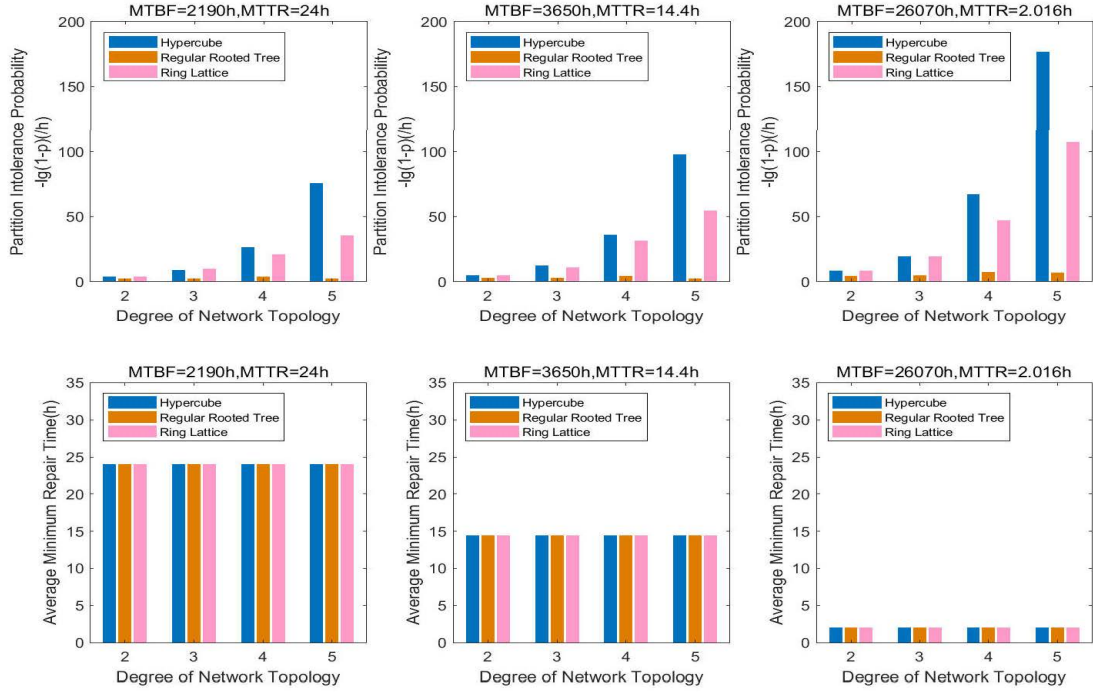 MTBF=2190h,MTTR=24h
200
150
100
50
0
Partition Intolerance Probability
-lg(1-p)(/h)
Hypercube
Regular Rooted Tree
Ring Lattice
2 3 4 5
Degree of Network Topology
MTBF=3650h,MTTR=14.4h
200
150
100
50
0
Partition Intolerance Probability
-lg(1-p)(/h)
Hypercube
Regular Rooted Tree
Ring Lattice
2 3 4 5
Degree of Network Topology
MTBF=26070h,MTTR=2.016h
200
150
100
50
0
Partition Intolerance Probability
-lg(1-p)(/h)
Hypercube
Regular Rooted Tree
Ring Lattice
2 3 4 5
Degree of Network Topology
MTBF=2190h,MTTR=24h
35
30
25
20
15
10
5
0
Average Minimum Repair Time(h)
Hypercube
Regular Rooted Tree
Ring Lattice
2 3 4 5
Degree of Network Topology
MTBF=3650h,MTTR=14.4h
35
30
25
20
15
10
5
0
Average Minimum Repair Time(h)
Hypercube
Regular Rooted Tree
Ring Lattice
2 3 4 5
Degree of Network Topology
MTBF=26070h,MTTR=2.016h
35
30
25
20
15
10
5
0
Average Minimum Repair Time(h)
Hypercube
Regular Rooted Tree
Ring Lattice
2 3 4 5
Degree of Network Topology